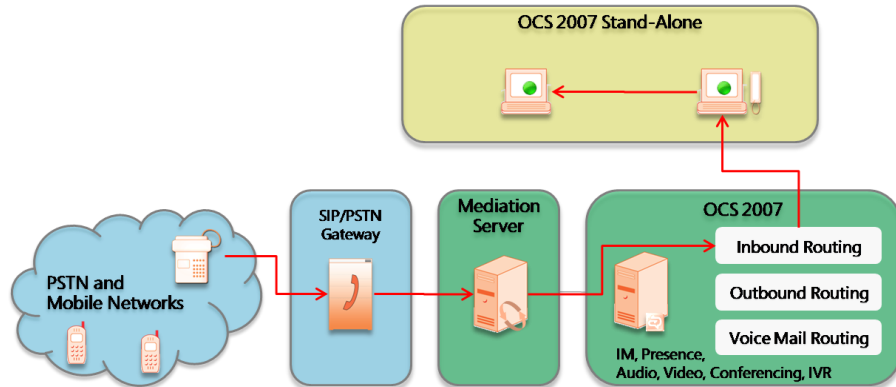 OCS 2007 Stand-Alone
PSTN and
Mobile Networks
SIP/PSTN
Gateway
Mediation
Server
OCS 2007
Inbound Routing
Outbound Routing
Voice Mail Routing
IM, Presence,
Audio, Video, Conferencing, IVR